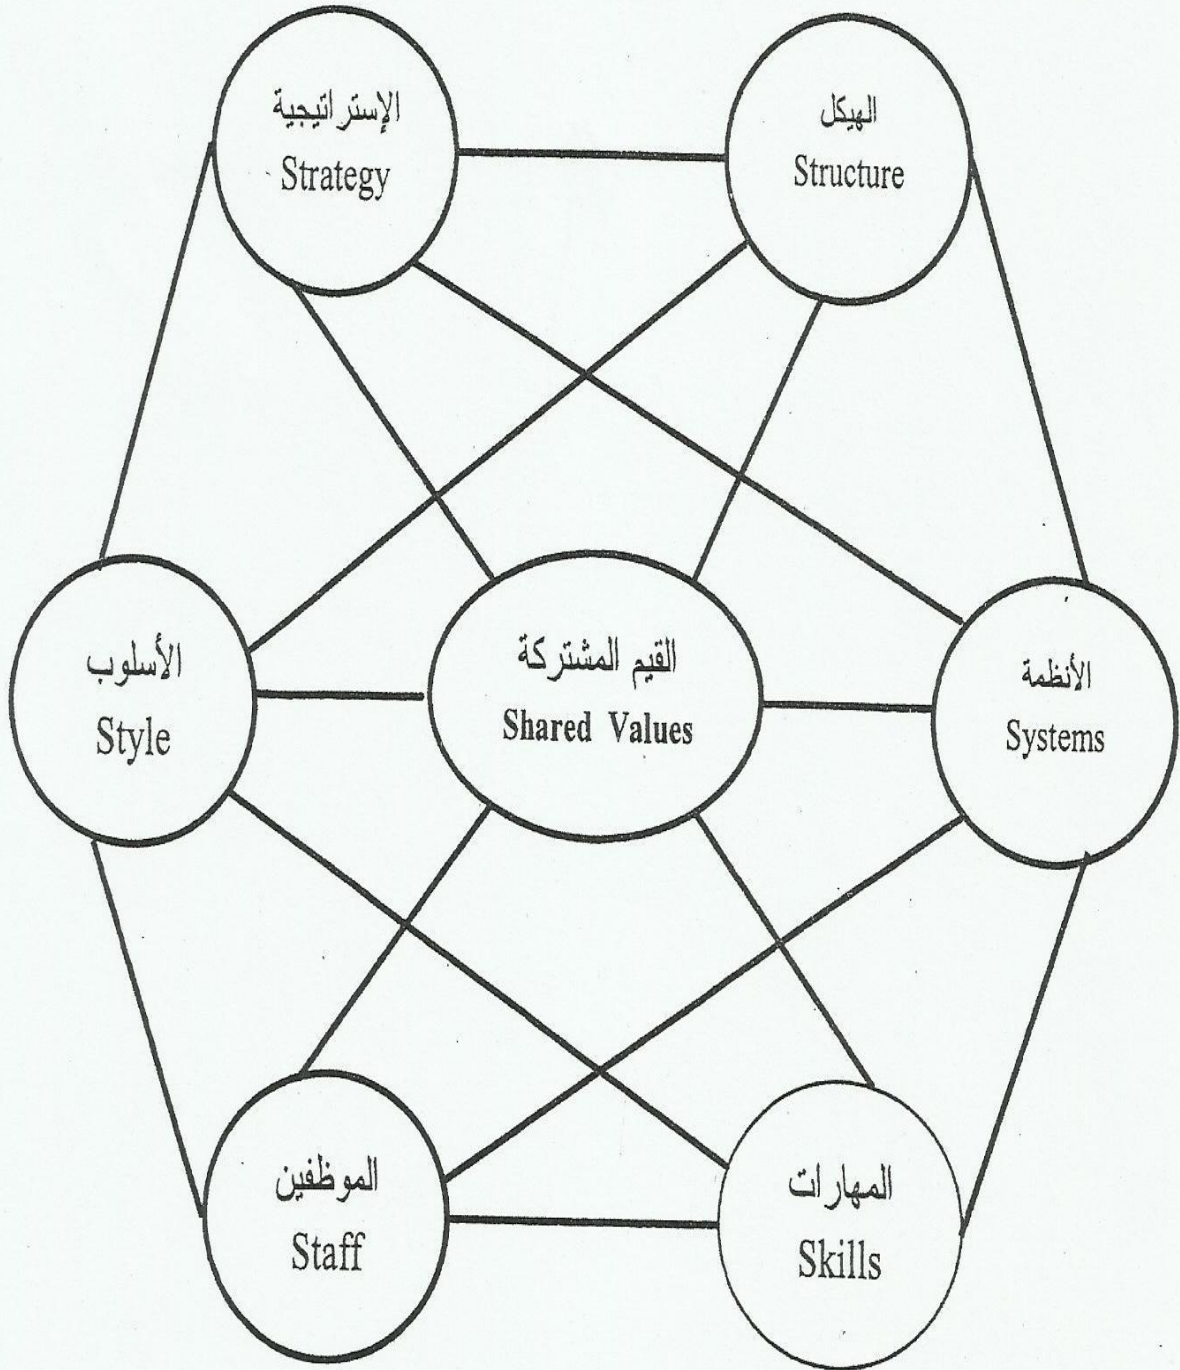 الإستراتيجية
Strategy
الهيكل
Structure
الأسلوب
Style
القيم المشتركة
Shared Values
الأنظمة
Systems
الموظفين
Staff
المهارات
Skills